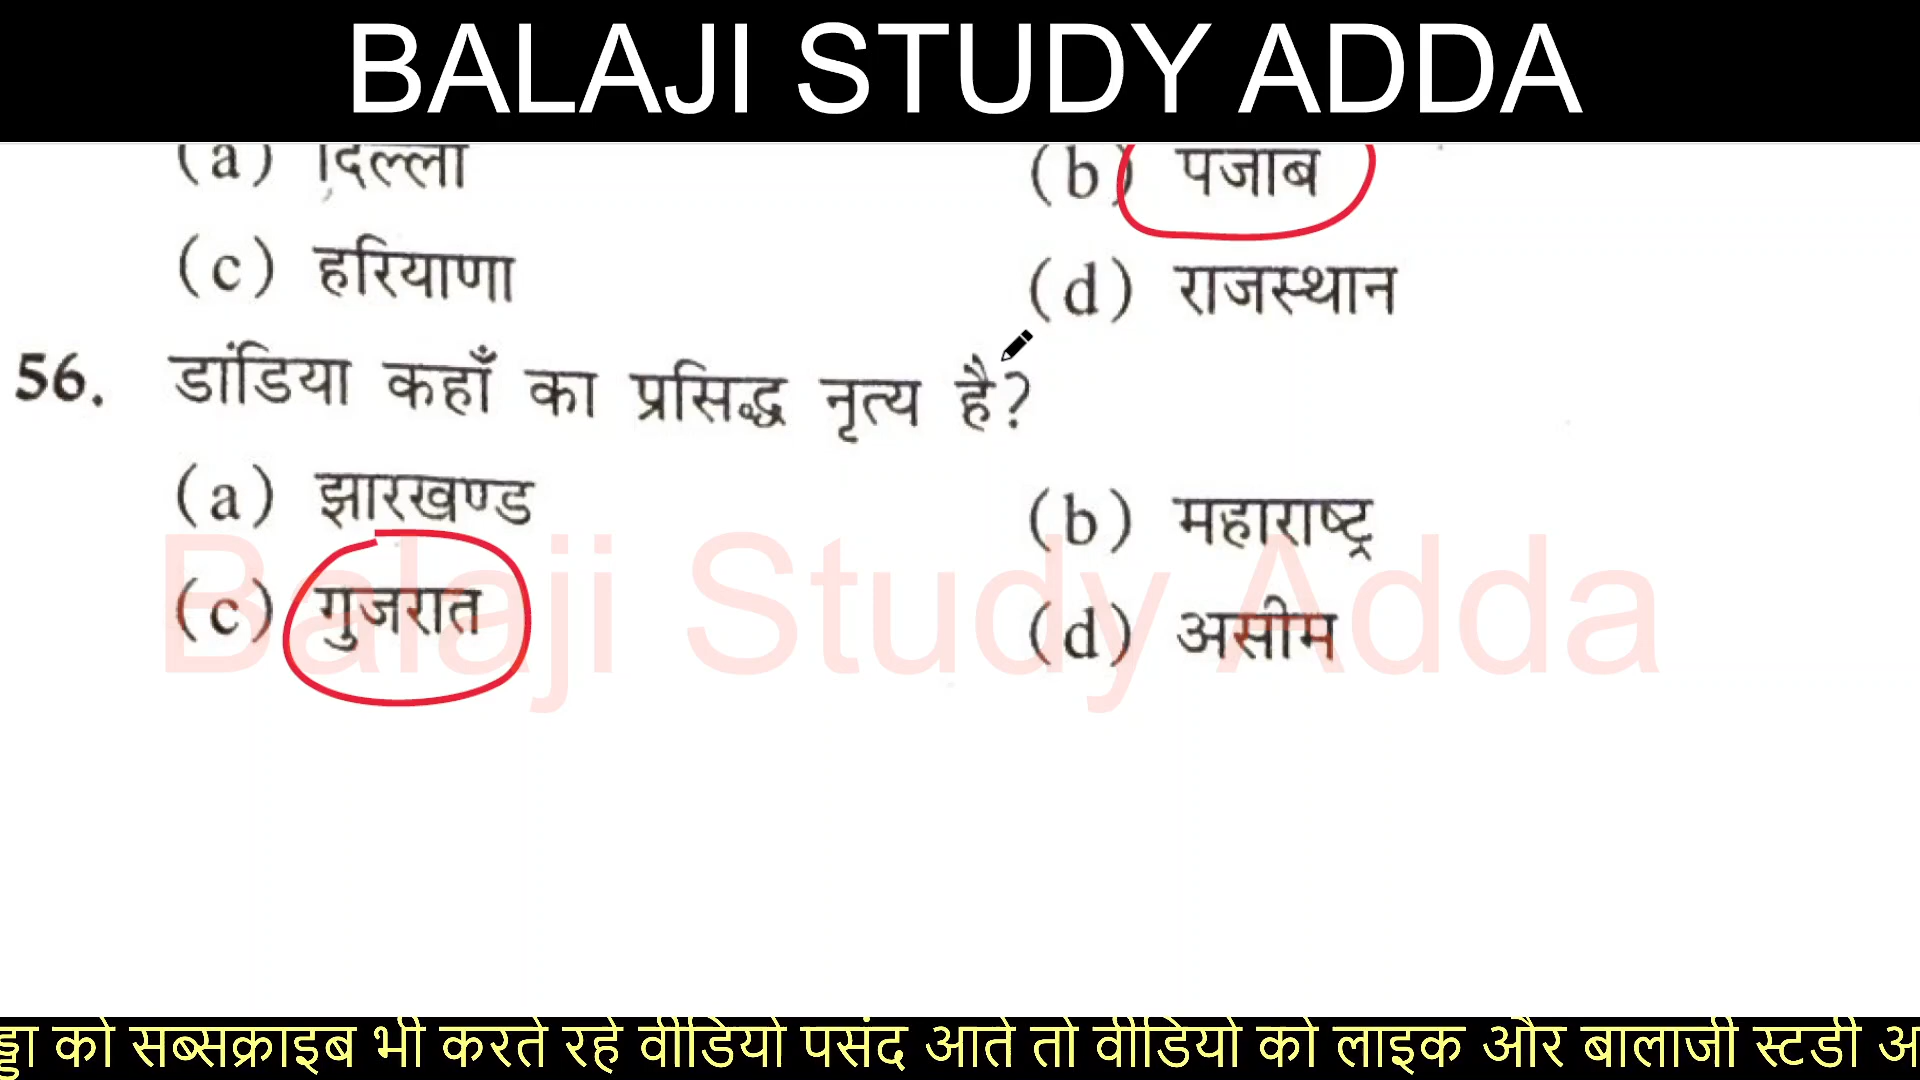 BALAJI STUDY ADDA
(a) दिल्ली (b) पंजाब
(c) हरियाणा (d) राजस्थान
56. डांडिया कहाँ का प्रसिद्ध नृत्य है?
(a) झारखण्ड (b) महाराष्ट्र
(c) गुजरात (d) असीम
Balaji Study Adda
को सब्सक्राइब भी करते रहे वीडियो पसंद आते तो वीडियो को लाइक और बालाजी स्टडी